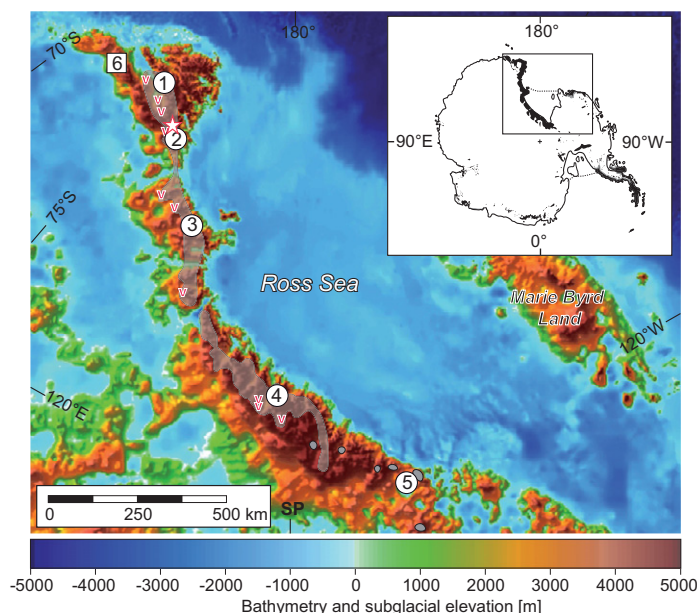 180°
180°
70°S
6
1
v
v
v
v
2
90°E
90°W
75°S
v
v
3
0°
Ross Sea
v
Marie Byrd
Land
120°W
120°E
4
v
v
v
5
SP
0 250 500 km
-5000 -4000 -3000 -2000 -1000 0 1000 2000 3000 4000 5000
Bathymetry and subglacial elevation [m]